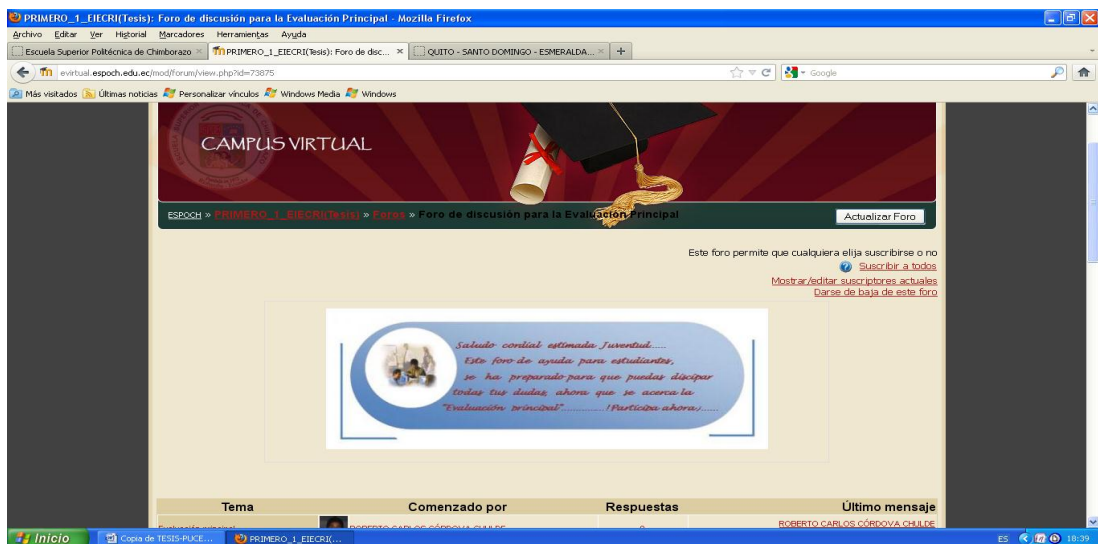 PRIMERO_1_EIECRI(Tesis): Foro de discusión para la Evaluación Principal - Mozilla Firefox
Archivo Editar Ver Historial Marcadores Herramientas Ayuda
Escuela Superior Politécnica de Chimborazo × PRIMERO_1_EIECRI(Tesis): Foro de disc... × QUITO - SANTO DOMINGO - ESMERALDA... × +
evirtual.espoch.edu.ec/mod/forum/view.php?id=73875 Google
Más visitados Últimas noticias Personalizar vínculos Windows Media Windows
CAMPUS VIRTUAL
ESPOCH » PRIMERO_1_EIECRI(Tesis) » Foros » Foro de discusión para la Evaluación Principal Actualizar Foro
Este foro permite que cualquiera elija suscribirse o no
Suscribir a todos
Mostrar/editar suscriptores actuales
Darse de baja de este foro
Saludo cordial estimada Juventud.....
Este foro de ayuda para estudiantes,
se ha preparado para que puedas discipar
todas tus dudas ahora que se acerca la
"Evaluación principal"..............!Participa ahora¡......
Tema Comenzado por Respuestas Último mensaje
Evaluación principal ROBERTO CARLOS CÓRDOVA CHULDE ROBERTO CARLOS CÓRDOVA CHULDE
Inicio Copia de TESIS-PUCE... PRIMERO_1_EIECRI(... ES 18:39